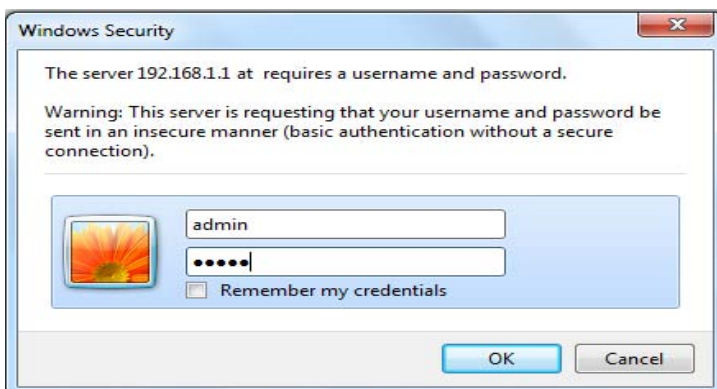 Windows Security
The server 192.168.1.1 at  requires a username and password.
Warning: This server is requesting that your username and password be
sent in an insecure manner (basic authentication without a secure
connection).
admin
●●●●●
Remember my credentials
OK
Cancel